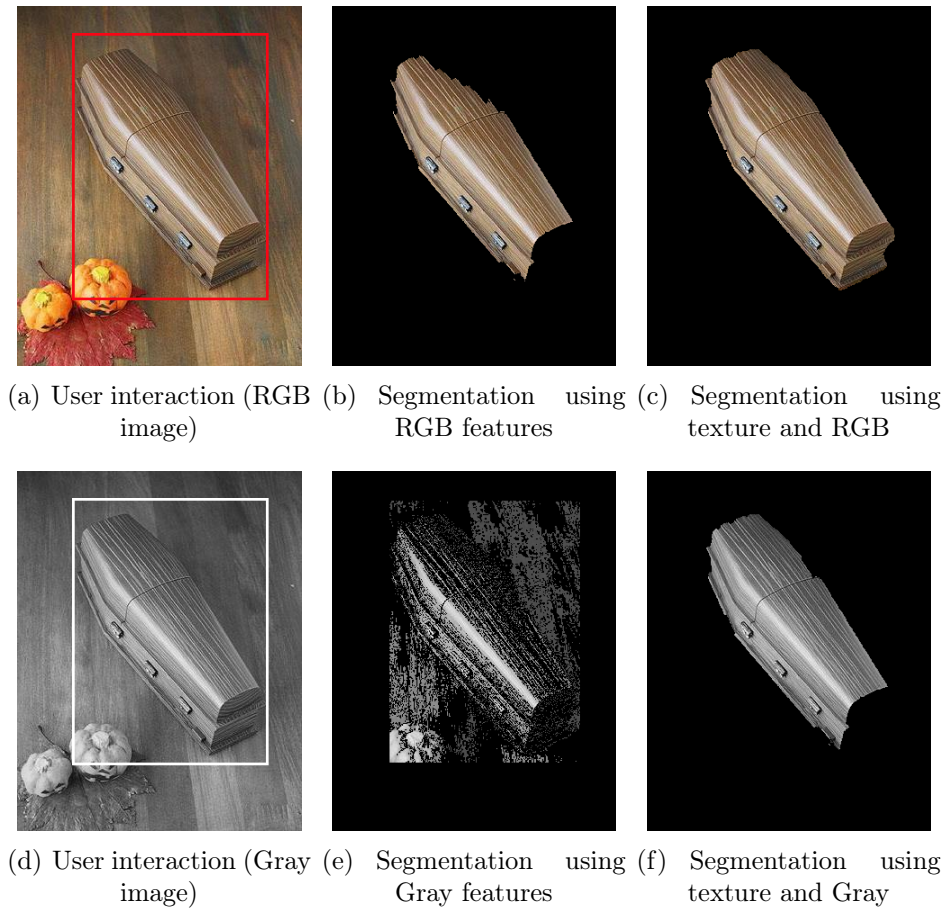 (a) User interaction (RGB image)
(b) Segmentation using RGB features
(c) Segmentation using texture and RGB
(d) User interaction (Gray image)
(e) Segmentation using Gray features
(f) Segmentation using texture and Gray